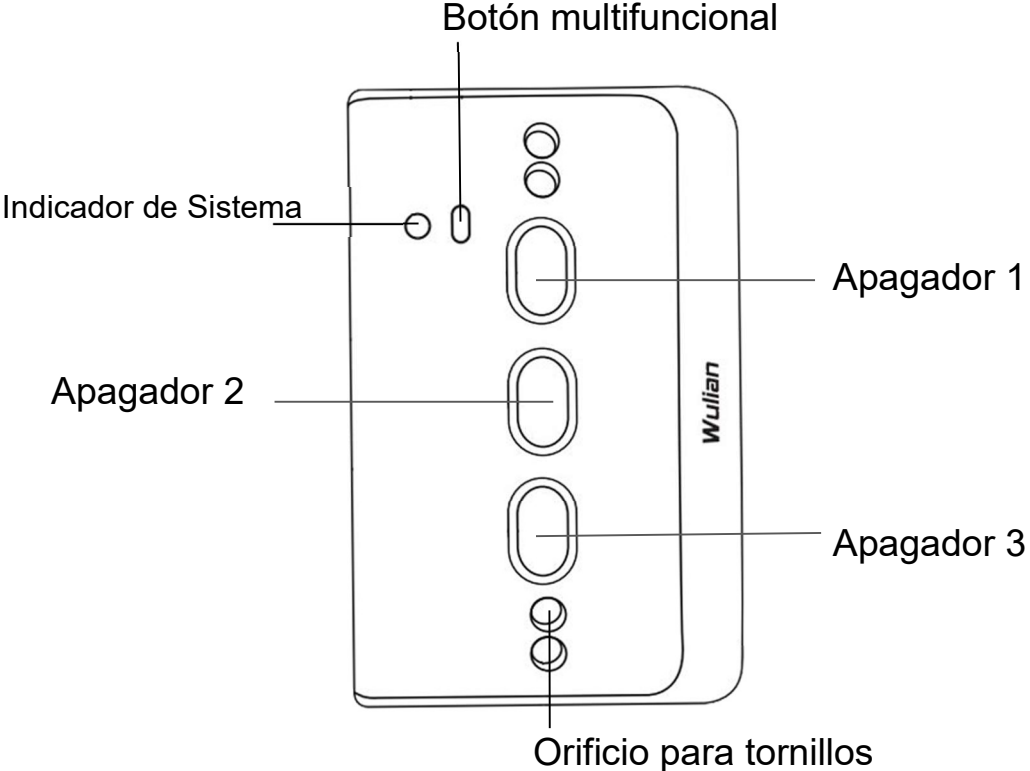 Botón multifuncional
Indicador de Sistema
Apagador 1
Apagador 2
Wulian
Apagador 3
Orificio para tornillos